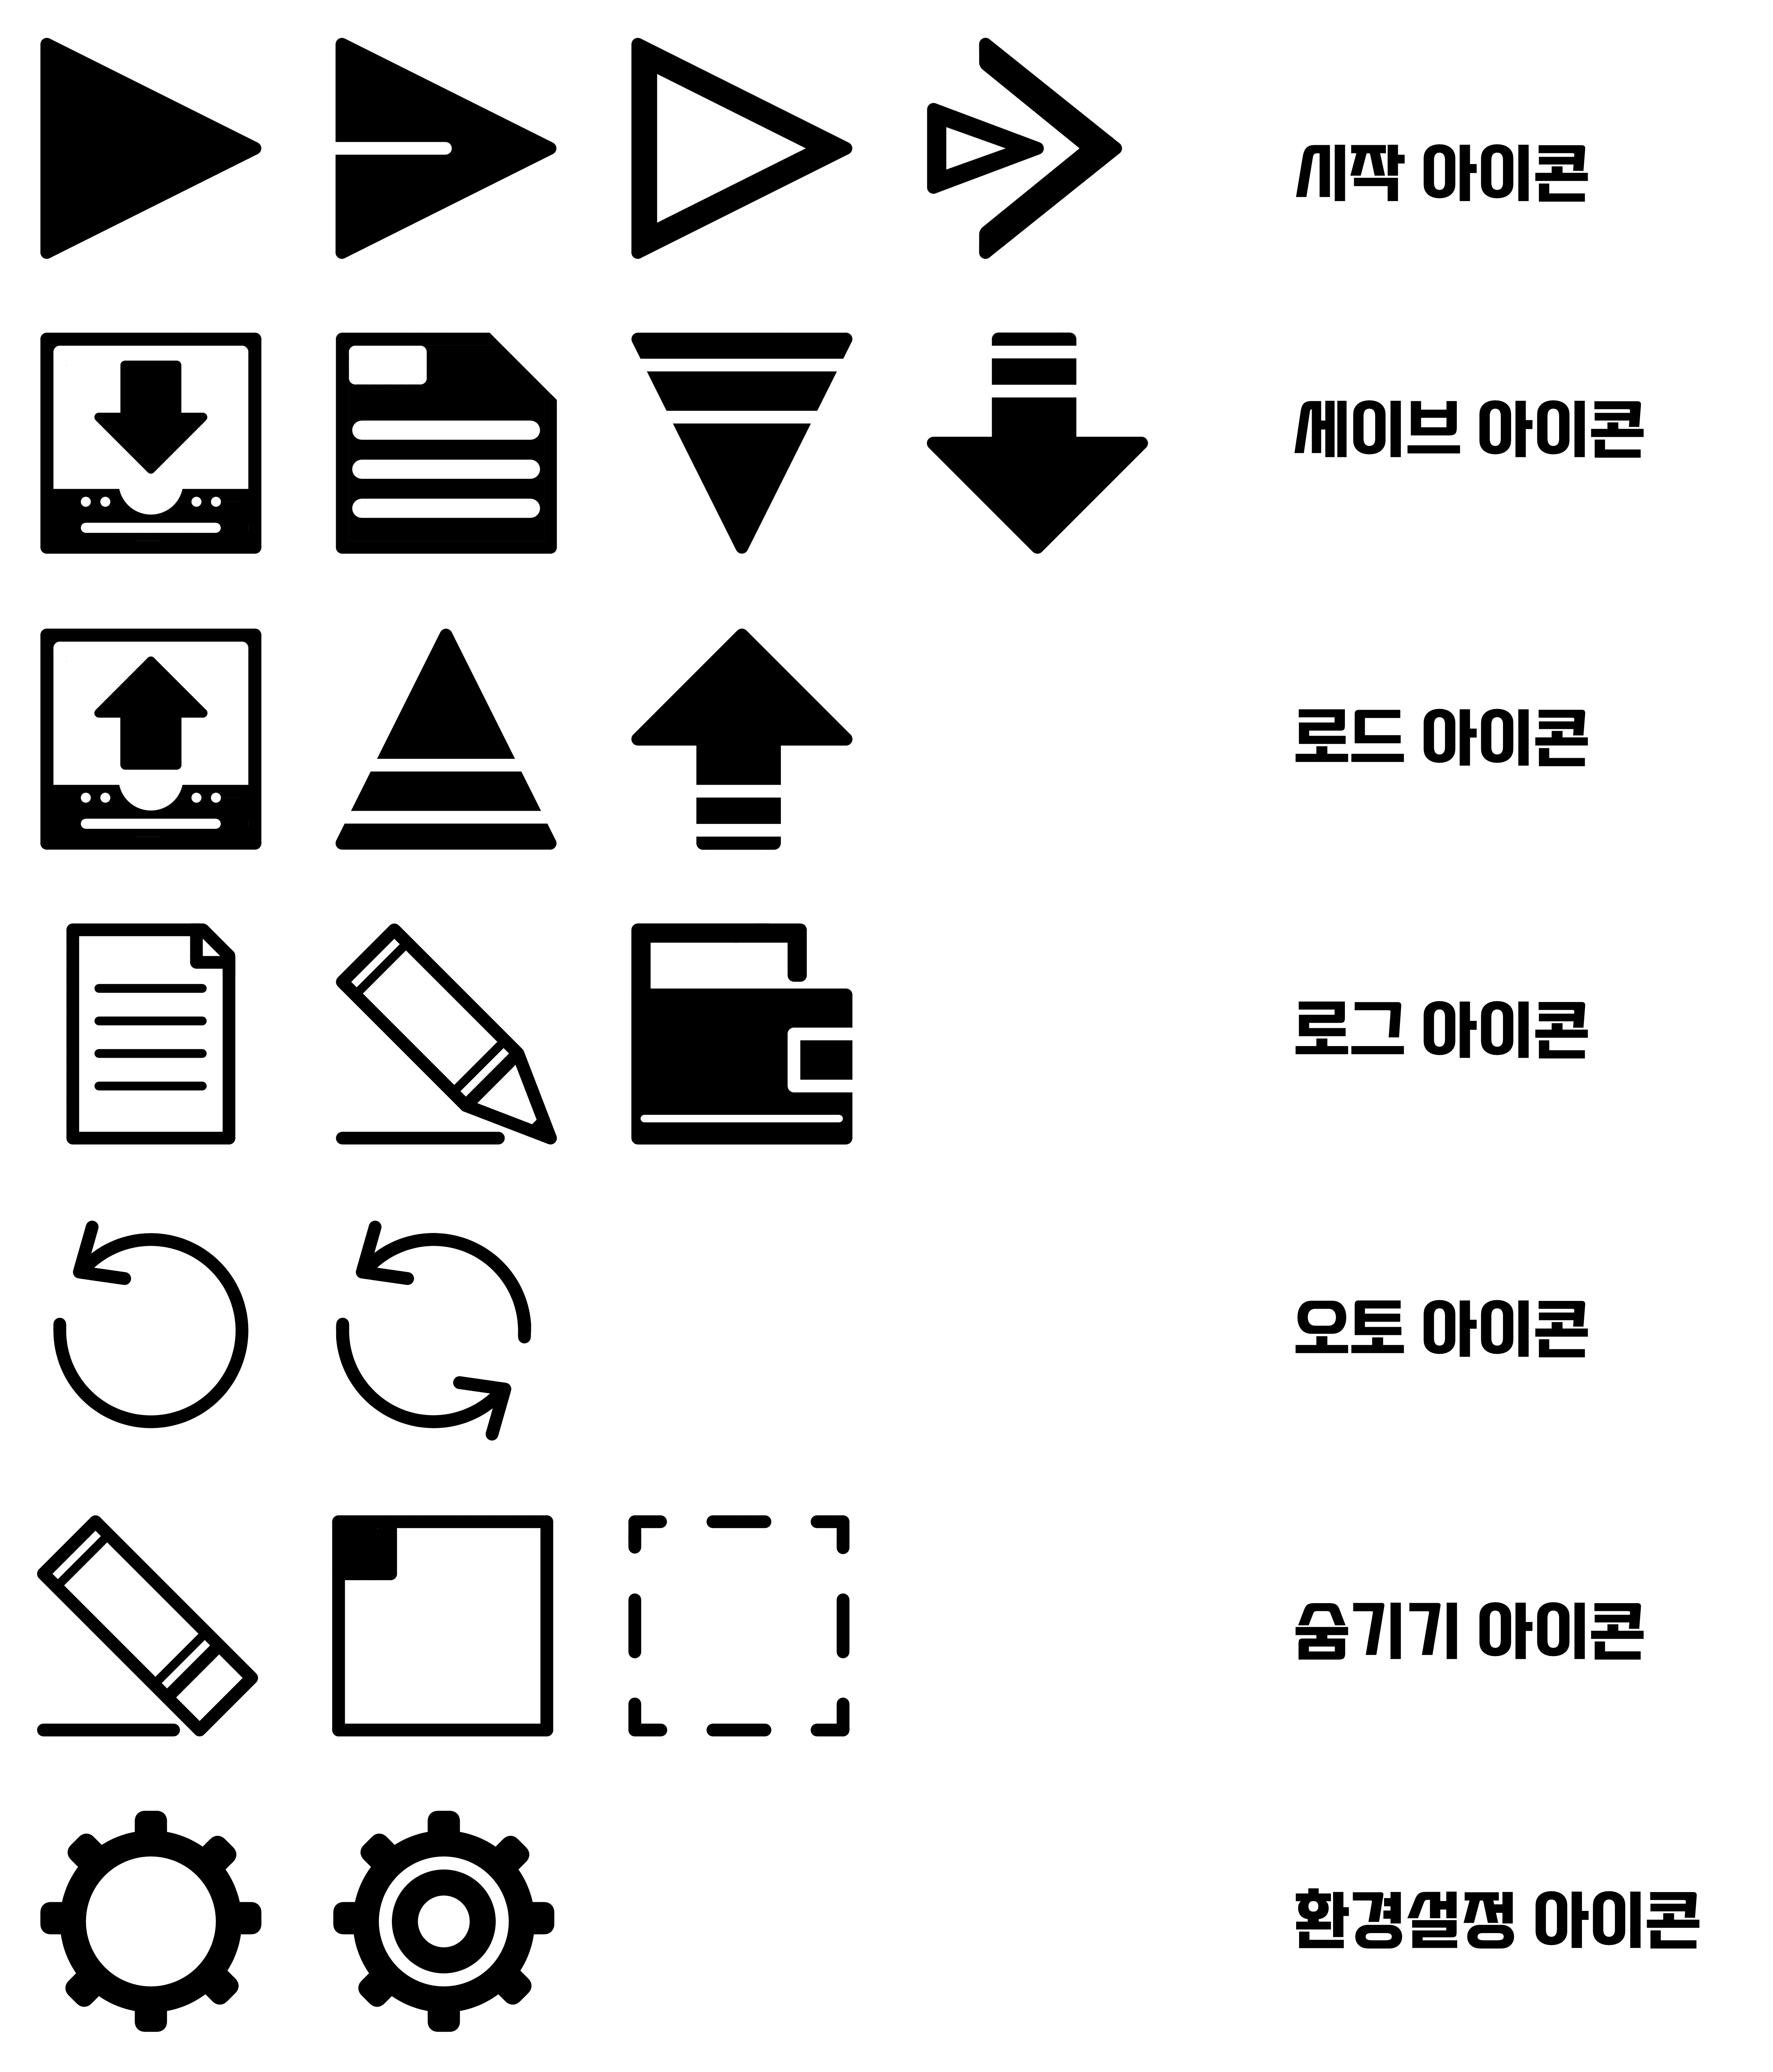 시작 아이콘
세이브 아이콘
로드 아이콘
로그 아이콘
오토 아이콘
숨기기 아이콘
환경설정 아이콘